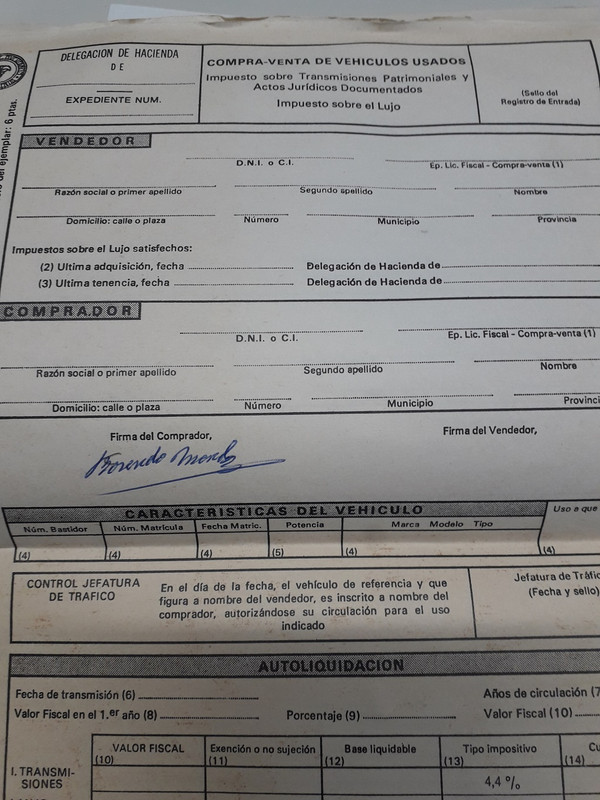 DELEGACION DE HACIENDA
DE
EXPEDIENTE NUM.
COMPRA-VENTA DE VEHICULOS USADOS
Impuesto sobre Transmisiones Patrimoniales y
Actos Jurídicos Documentados
Impuesto sobre el Lujo
(Sello del
Registro de Entrada)
del ejemplar: 6 ptas.
VENDEDOR
D.N.I. o C.I.
Ep. Lic. Fiscal - Compra-venta (1)
Razón social o primer apellido
Segundo apellido
Nombre
Domicilio: calle o plaza
Número
Municipio
Provincia
Impuestos sobre el Lujo satisfechos:
(2) Ultima adquisición, fecha
Delegación de Hacienda de
(3) Ultima tenencia, fecha
Delegación de Hacienda de
COMPRADOR
D.N.I. o C.I.
Ep. Lic. Fiscal - Compra-venta (1)
Razón social o primer apellido
Segundo apellido
Nombre
Domicilio: calle o plaza
Número
Municipio
Provinci
Firma del Comprador,
Firma del Vendedor,
CARACTERISTICAS DEL VEHICULO
Uso a que
Núm. Bastidor
Núm. Matrícula
Fecha Matric.
Potencia
Marca Modelo Tipo
(4)
(4)
(4)
(5)
(4)
(4)
CONTROL JEFATURA
DE TRAFICO
En el día de la fecha, el vehículo de referencia y que
figura a nombre del vendedor, es inscrito a nombre del
comprador, autorizándose su circulación para el uso
indicado
Jefatura de Tráfic
(Fecha y sello)
AUTOLIQUIDACION
Fecha de transmisión (6)
Años de circulación (7
Valor Fiscal en el 1.er año (8)
Porcentaje (9)
Valor Fiscal (10)
VALOR FISCAL
(10)
Exención o no sujeción
(11)
Base liquidable
(12)
Tipo impositivo
(13)
Cu
(14)
I. TRANSMI-
SIONES
4,4 %